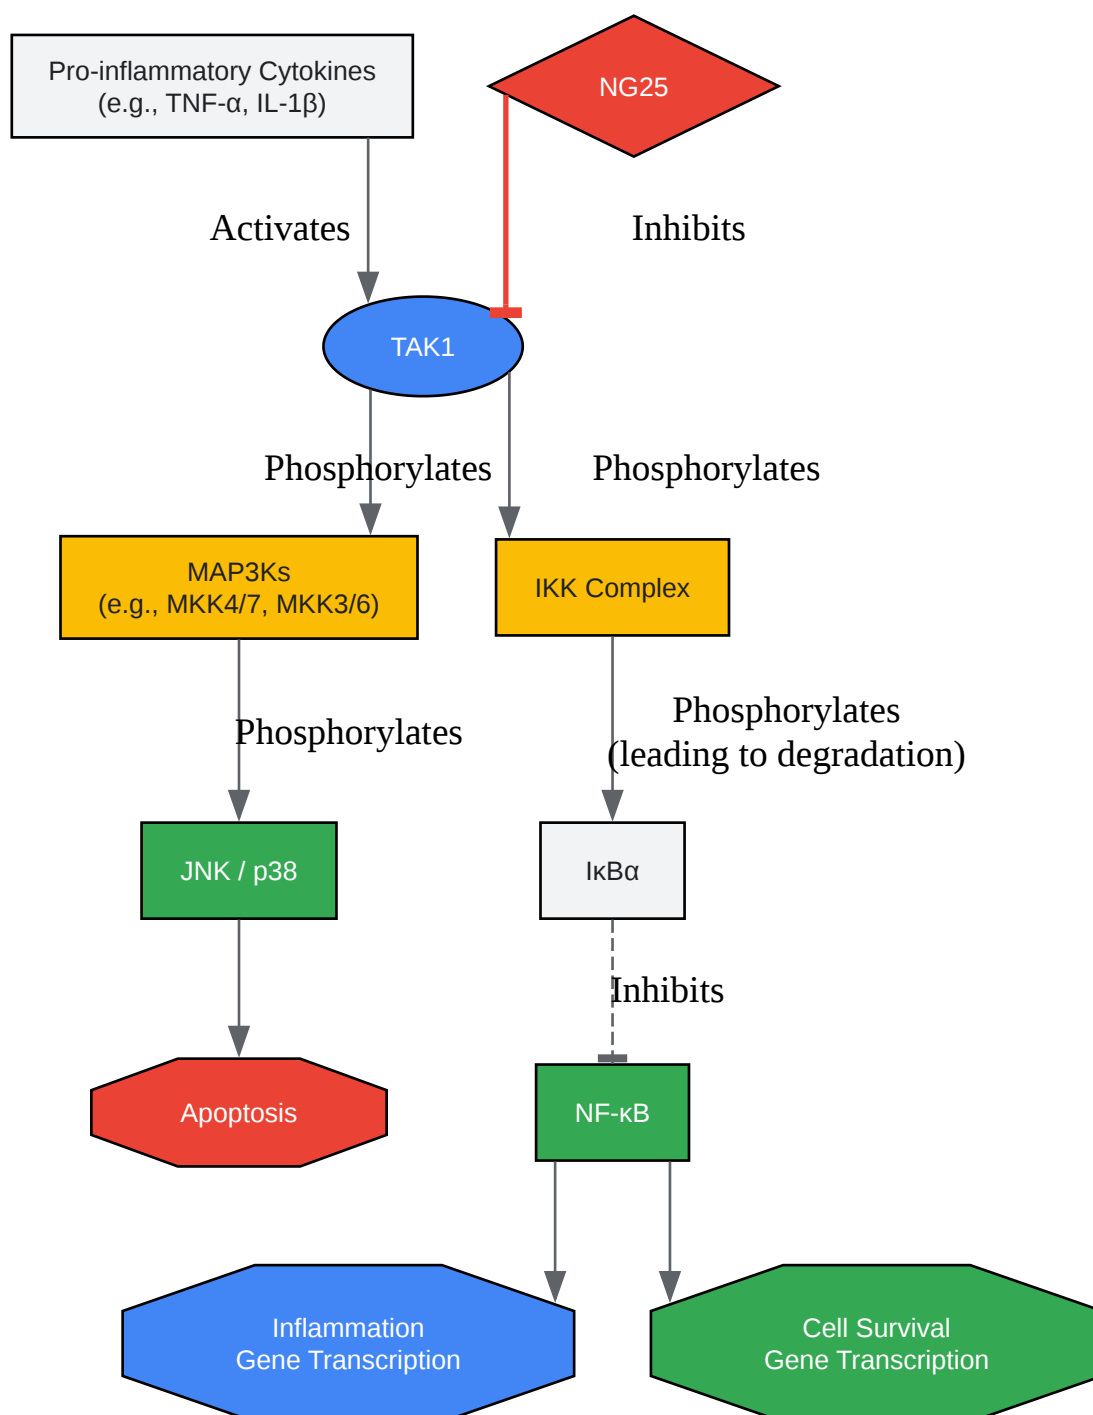 Pro-inflammatory Cytokines
(e.g., TNF-α, IL-1β)
NG25
Activates
Inhibits
TAK1
Phosphorylates
Phosphorylates
MAP3Ks
(e.g., MKK4/7, MKK3/6)
IKK Complex
Phosphorylates
Phosphorylates
(leading to degradation)
JNK / p38
IκBα
Inhibits
Apoptosis
NF-κB
Inflammation
Gene Transcription
Cell Survival
Gene Transcription